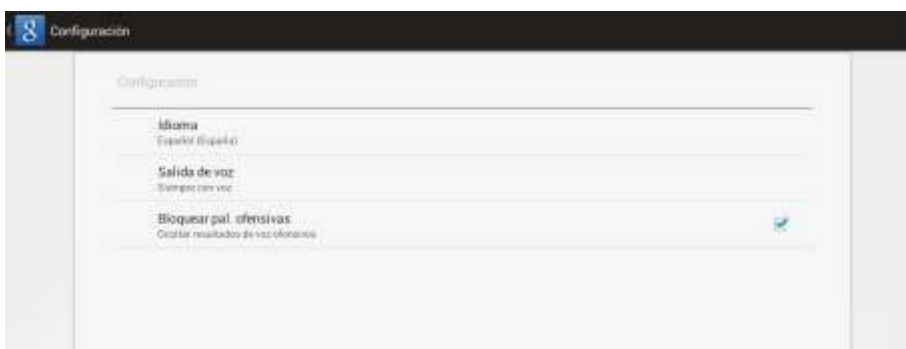 Configuración
Configuración
Idioma
Español (España)
Salida de voz
Siempre con voz
Bloquear pal. ofensivas
Ocultar resultados de voz ofensivos